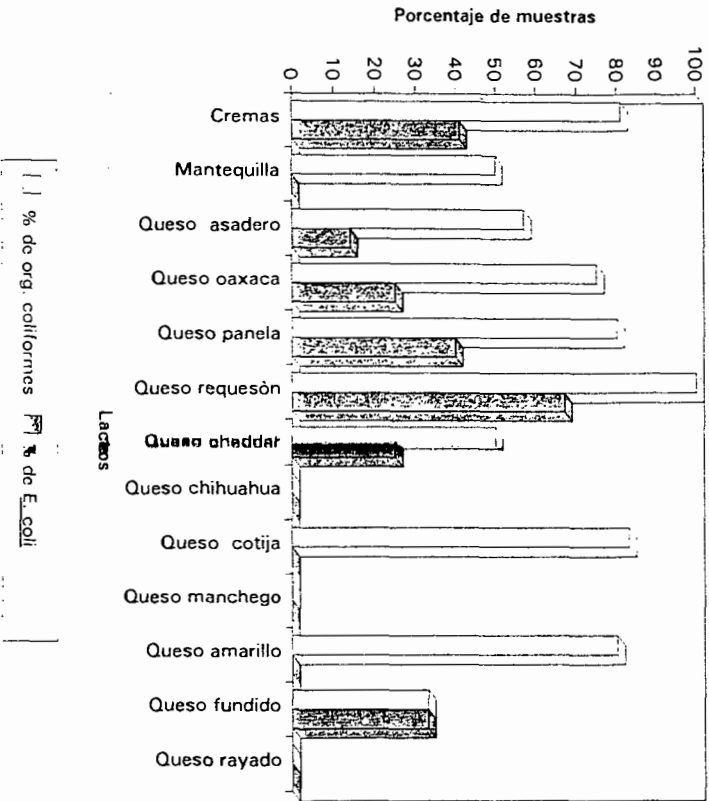 Porcentaje de muestras
0 10 20 30 40 50 60 70 80 90 100
Cremas
Mantequilla
Queso asadero
Queso oaxaca
Queso panela
Queso requesòn
Queso cheddar
Queso chihuahua
Queso cotija
Queso manchego
Queso amarillo
Queso fundido
Queso rayado
Lacteos
% de org. coliformes % de E. coli